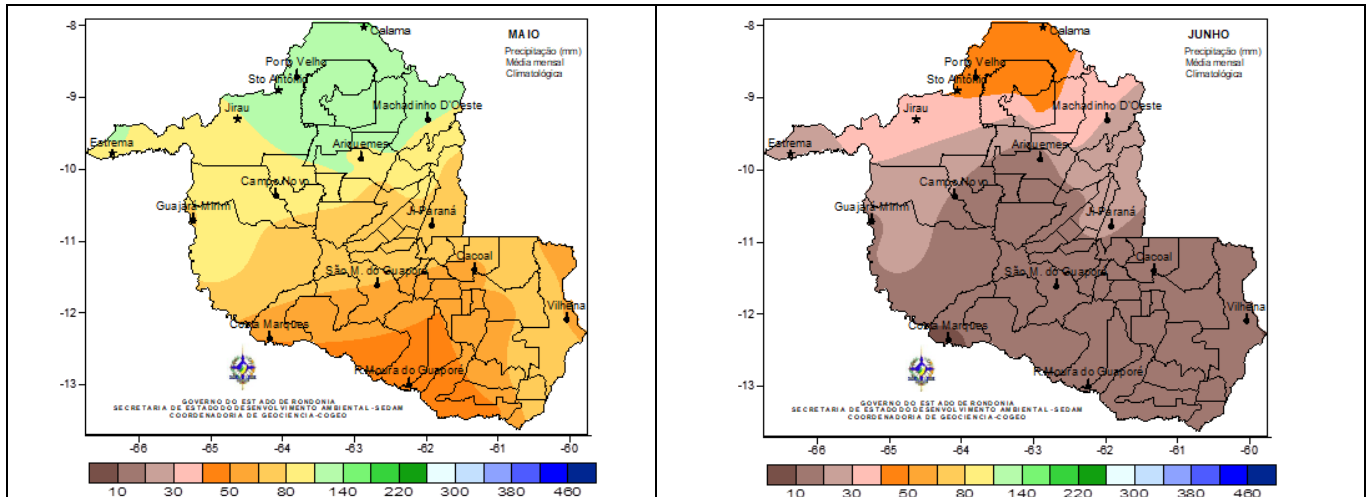 MAIO
Precipitação (mm)
Média mensal
Climatológica
-8
-9
-10
-11
-12
-13
Calama
Porto Velho
Sto Antônio
Jirau
Machadinho D'Oeste
Estrema
Ariquemes
Campo Novo
Guajará Mirim
Ji Paraná
Cacoal
São M. do Guaporé
Vilhena
Costa Marques
R.Moura do Guaporé
GOVERNO DO ESTADO DE RONDONIA
SECRETARIA DE ESTADO DO DESENVOLVIMENTO AMBIENTAL -SEDAM
COORDENADORIA DE GEOCIENCIA-COGEO
-66 -65 -64 -63 -62 -61 -60
10 30 50 80 140 220 300 380 460
JUNHO
Precipitação (mm)
Média mensal
Climatológica
-8
-9
-10
-11
-12
-13
Calama
Porto Velho
Sto Antônio
Jirau
Machadinho D'Oeste
Estrema
Ariquemes
Campo Novo
Guajará Mirim
Ji Paraná
Cacoal
São M. do Guaporé
Vilhena
Costa Marques
R.Moura do Guaporé
GOVERNO DO ESTADO DE RONDONIA
SECRETARIA DE ESTADO DO DESENVOLVIMENTO AMBIENTAL -SEDAM
COORDENADORIA DE GEOCIENCIA-COGEO
-66 -65 -64 -63 -62 -61 -60
10 30 50 80 140 220 300 380 460